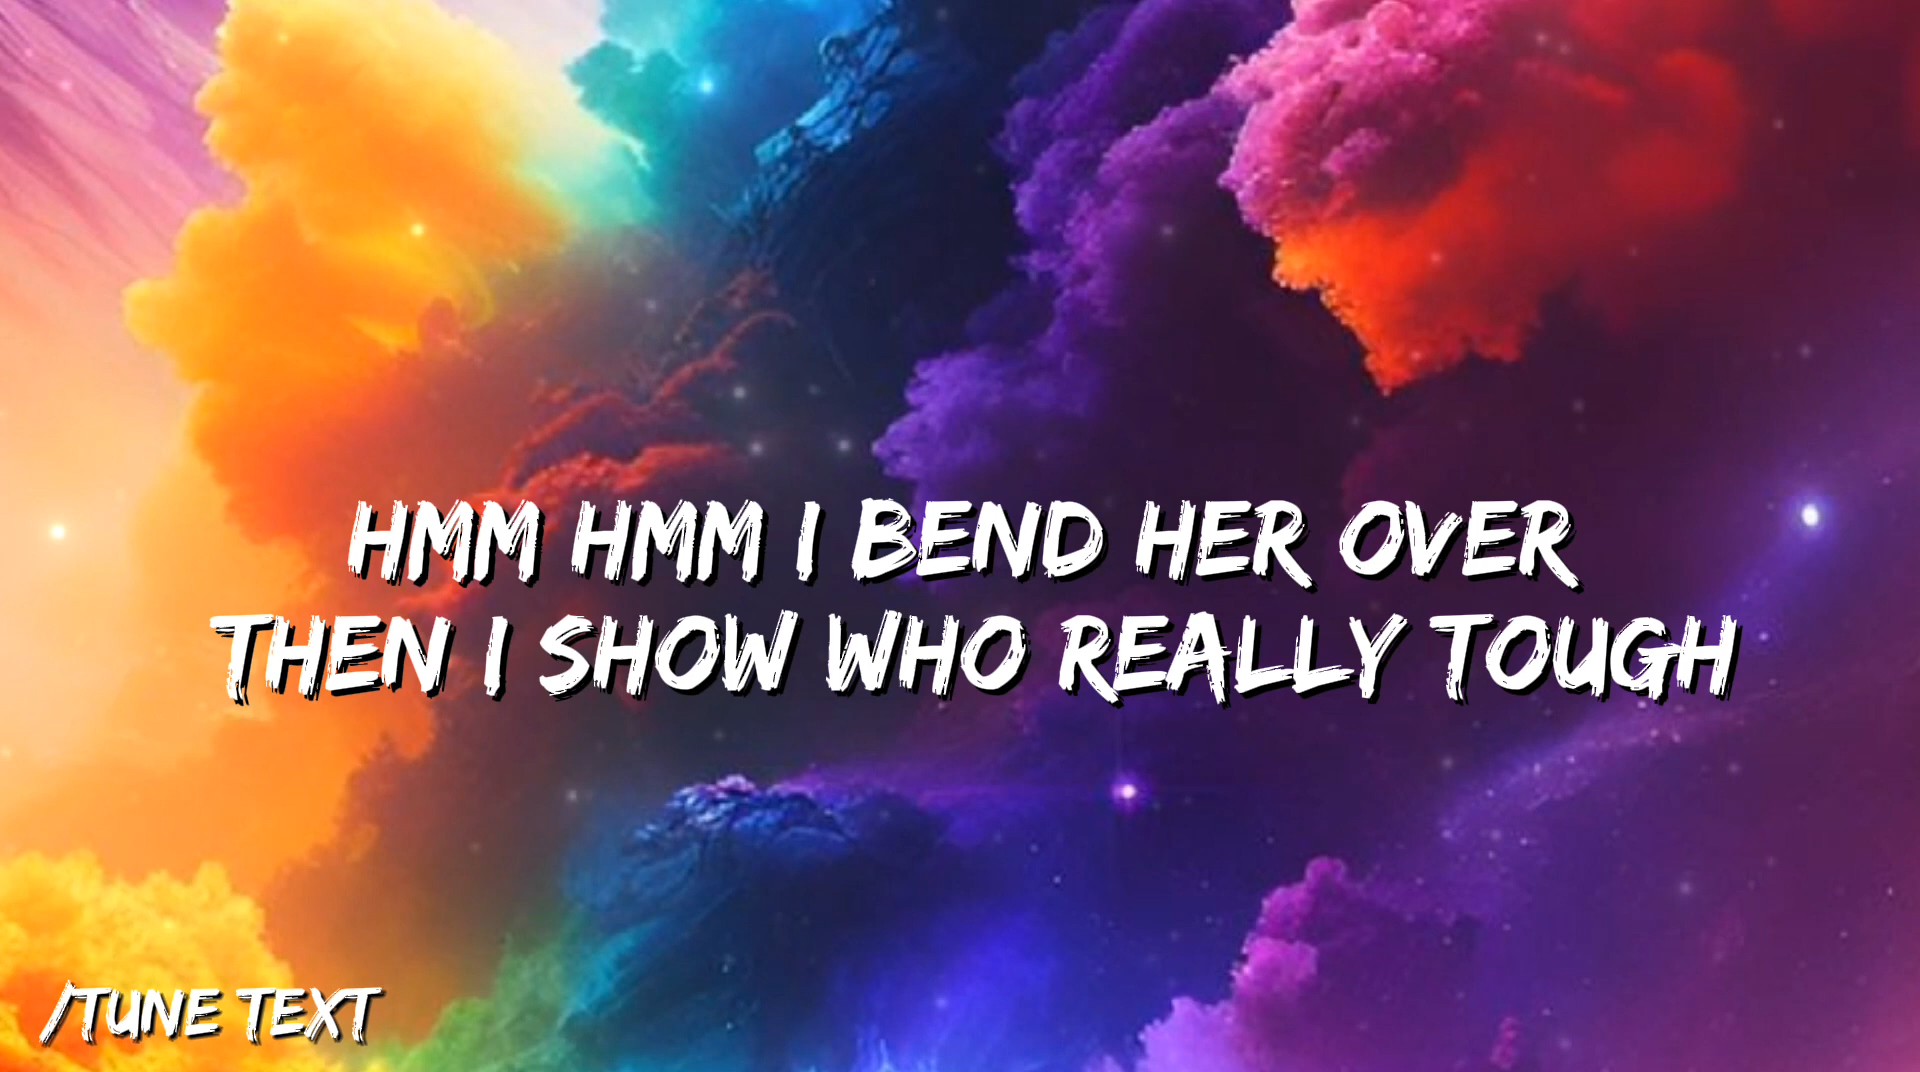 HMM HMM I BEND HER OVER
THEN I SHOW WHO REALLY TOUGH
/TUNE TEXT